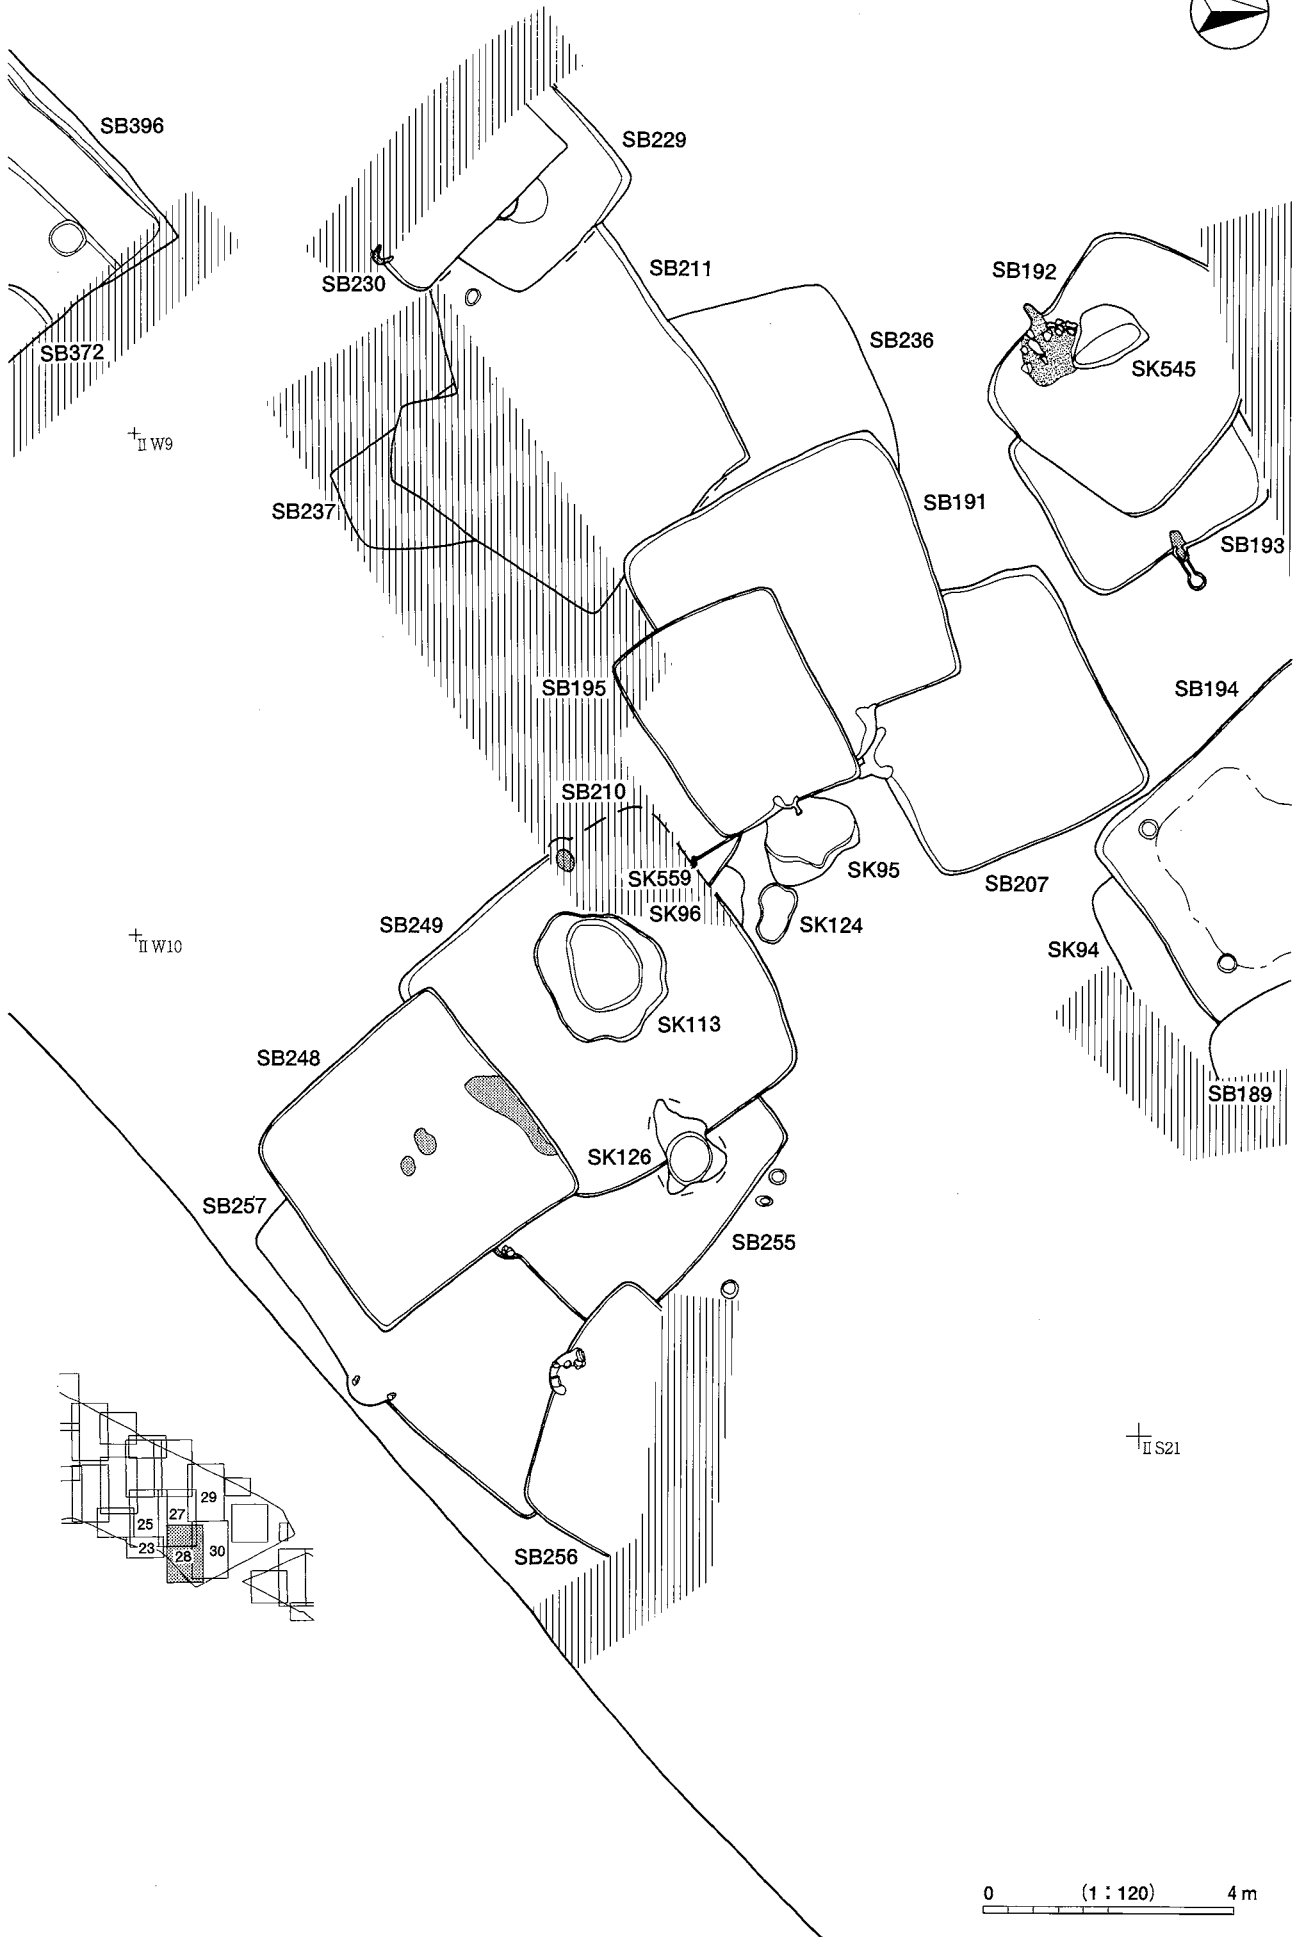 SB396
SB229
SB211
SB230
SB192
SB236
SB372
SK545
II W9
SB237
SB191
SB193
SB195
SB194
SB210
SK559
SK95
SB207
SK96
SB249
SK124
II W10
SK94
SK113
SB248
SB189
SK126
SB257
SB255
II S21
29
27
25
23
28
30
SB256
0 (1：120) 4 m